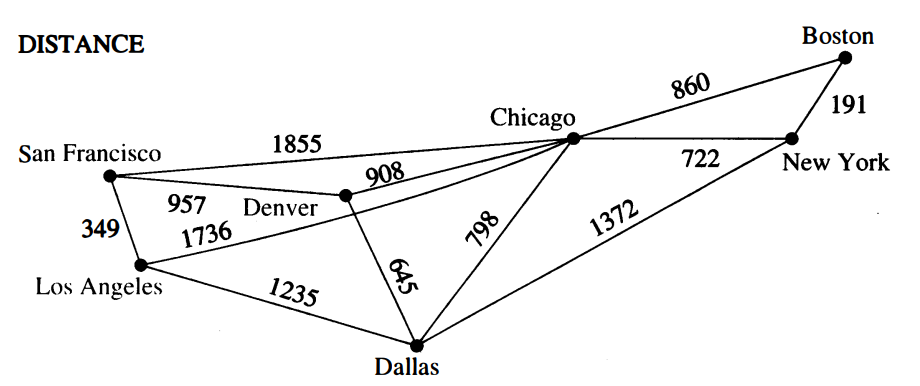 DISTANCE
Boston
860
191
Chicago
1855
San Francisco
908
722
New York
957
Denver
349
1736
798
1372
645
Los Angeles
1235
Dallas